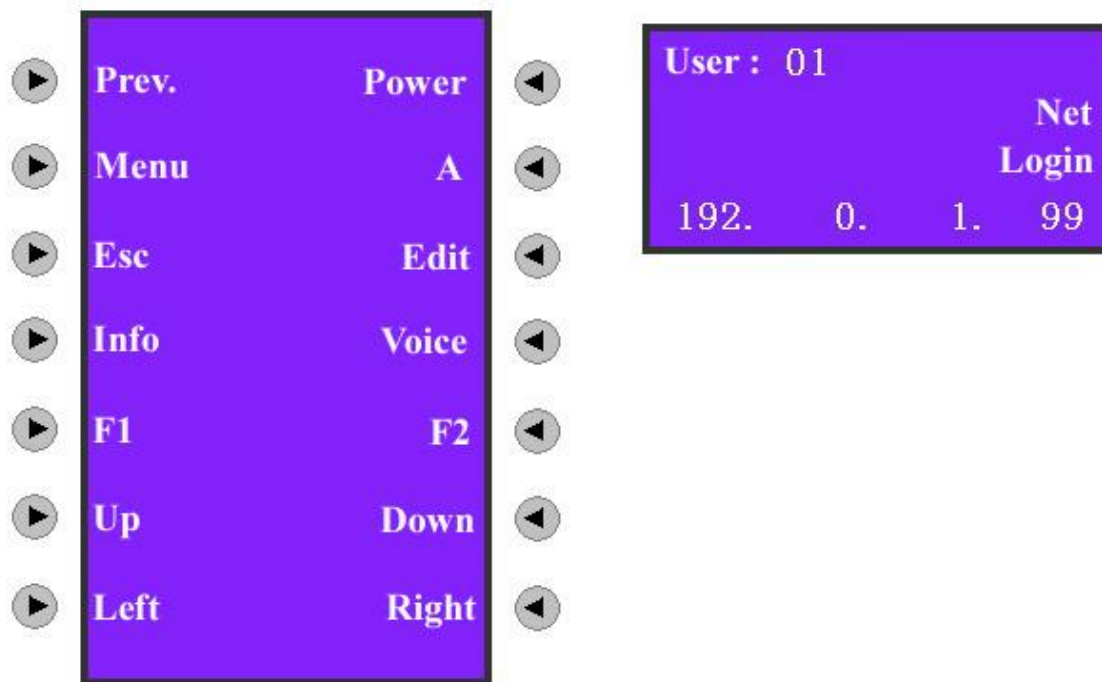 Prev. Power
Menu A
Esc Edit
Info Voice
F1 F2
Up Down
Left Right
User : 01
Net
Login
192. 0. 1. 99